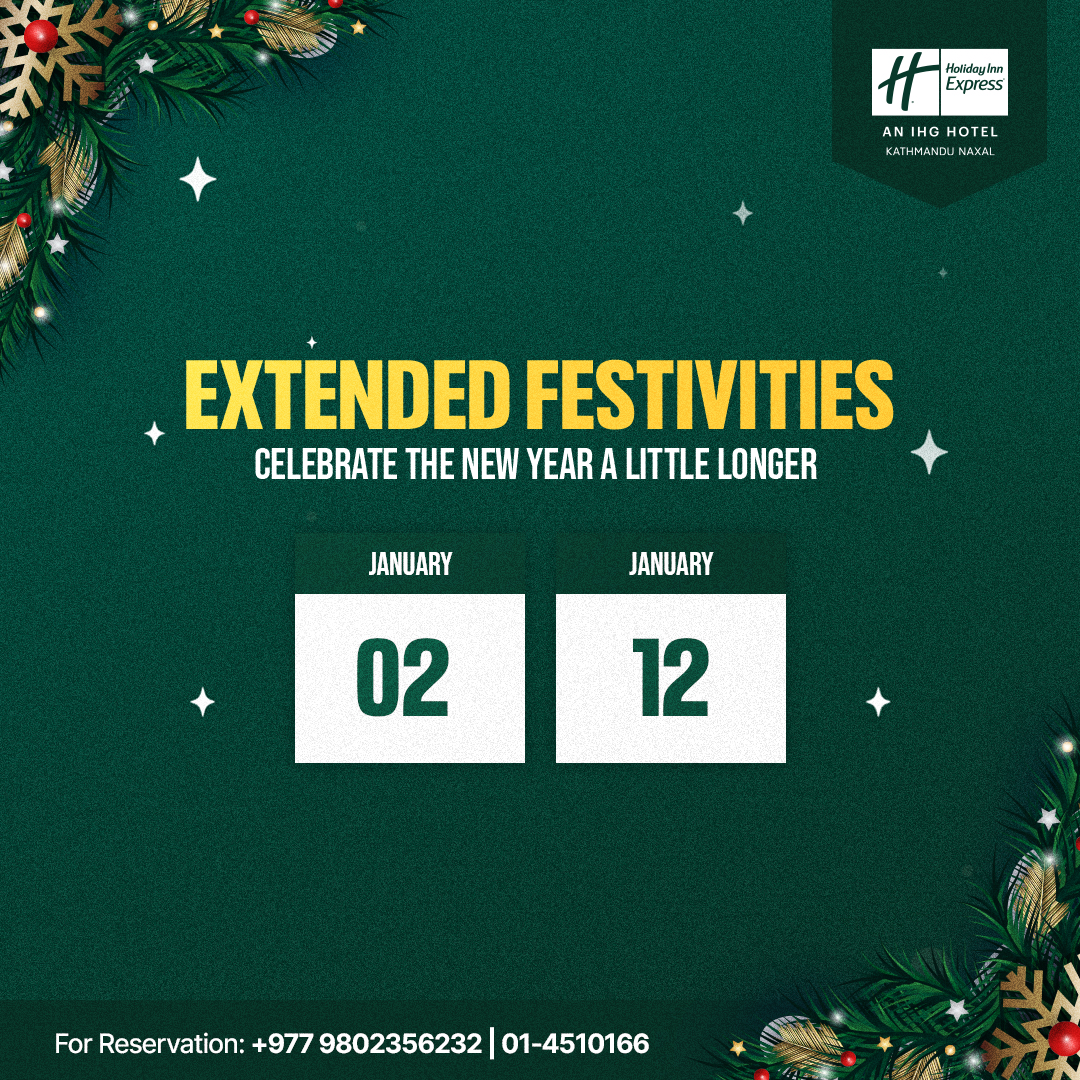 H Holiday Inn
Express
AN IHG HOTEL
KATHMANDU NAXAL
EXTENDED FESTIVITIES
CELEBRATE THE NEW YEAR A LITTLE LONGER
JANUARY
02
JANUARY
12
For Reservation: +977 9802356232 | 01-4510166